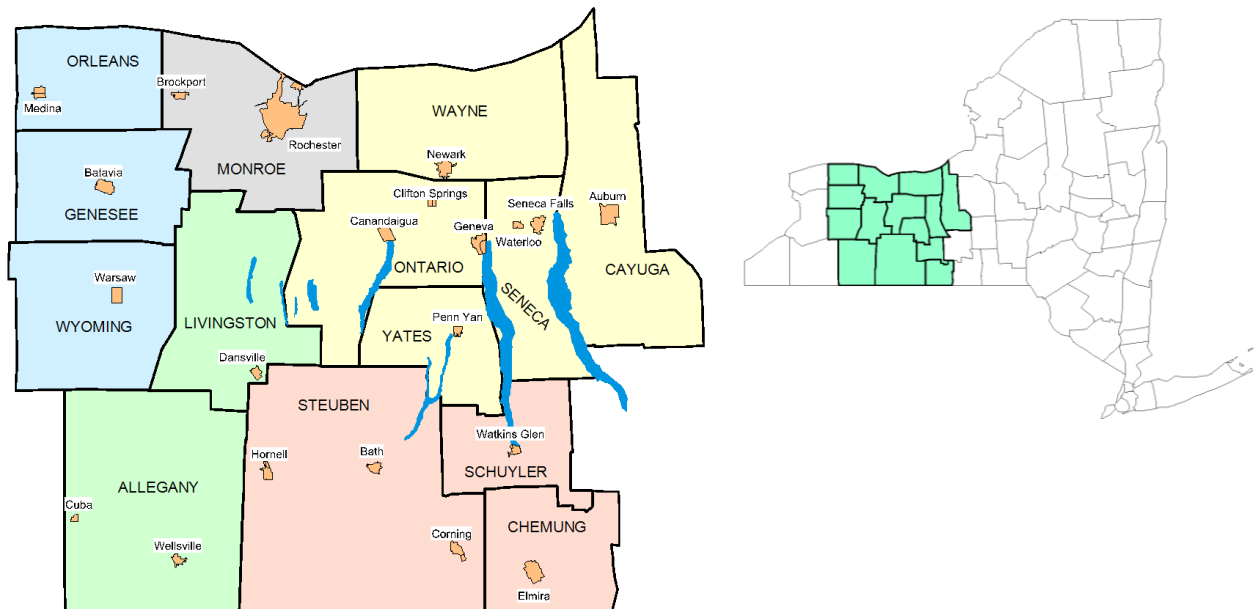 ORLEANS
Medina
Brockport
Rochester
MONROE
WAYNE
Newark
Batavia
GENESEE
Clifton Springs
Canandaigua
Geneva
Seneca Falls
Waterloo
Auburn
ONTARIO
CAYUGA
SENECA
Warsaw
WYOMING
LIVINGSTON
Dansville
YATES
Penn Yan
STEUBEN
Hornell
Bath
Watkins Glen
SCHUYLER
ALLEGANY
Cuba
Wellsville
Corning
CHEMUNG
Elmira